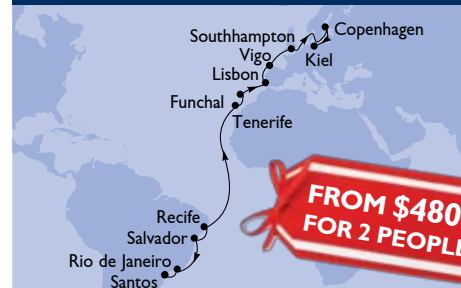 Copenhagen
Southhampton
Vigo
Kiel
Lisbon
Funchal
Tenerife
FROM $480
FOR 2 PEOPLE
Recife
Salvador
Rio de Janeiro
Santos